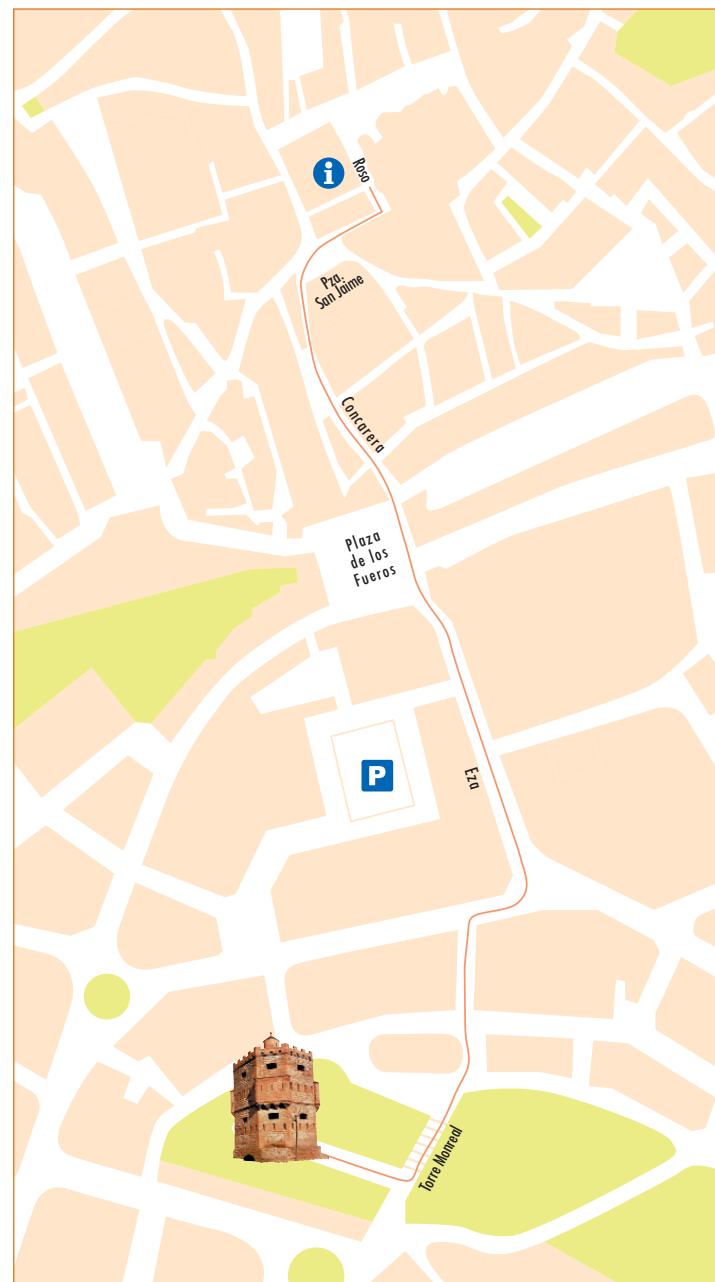 i
Roso
Pza.
San Jaime
Concarera
Plaza
de los
Fueros
P
Eza
Torre Monreal